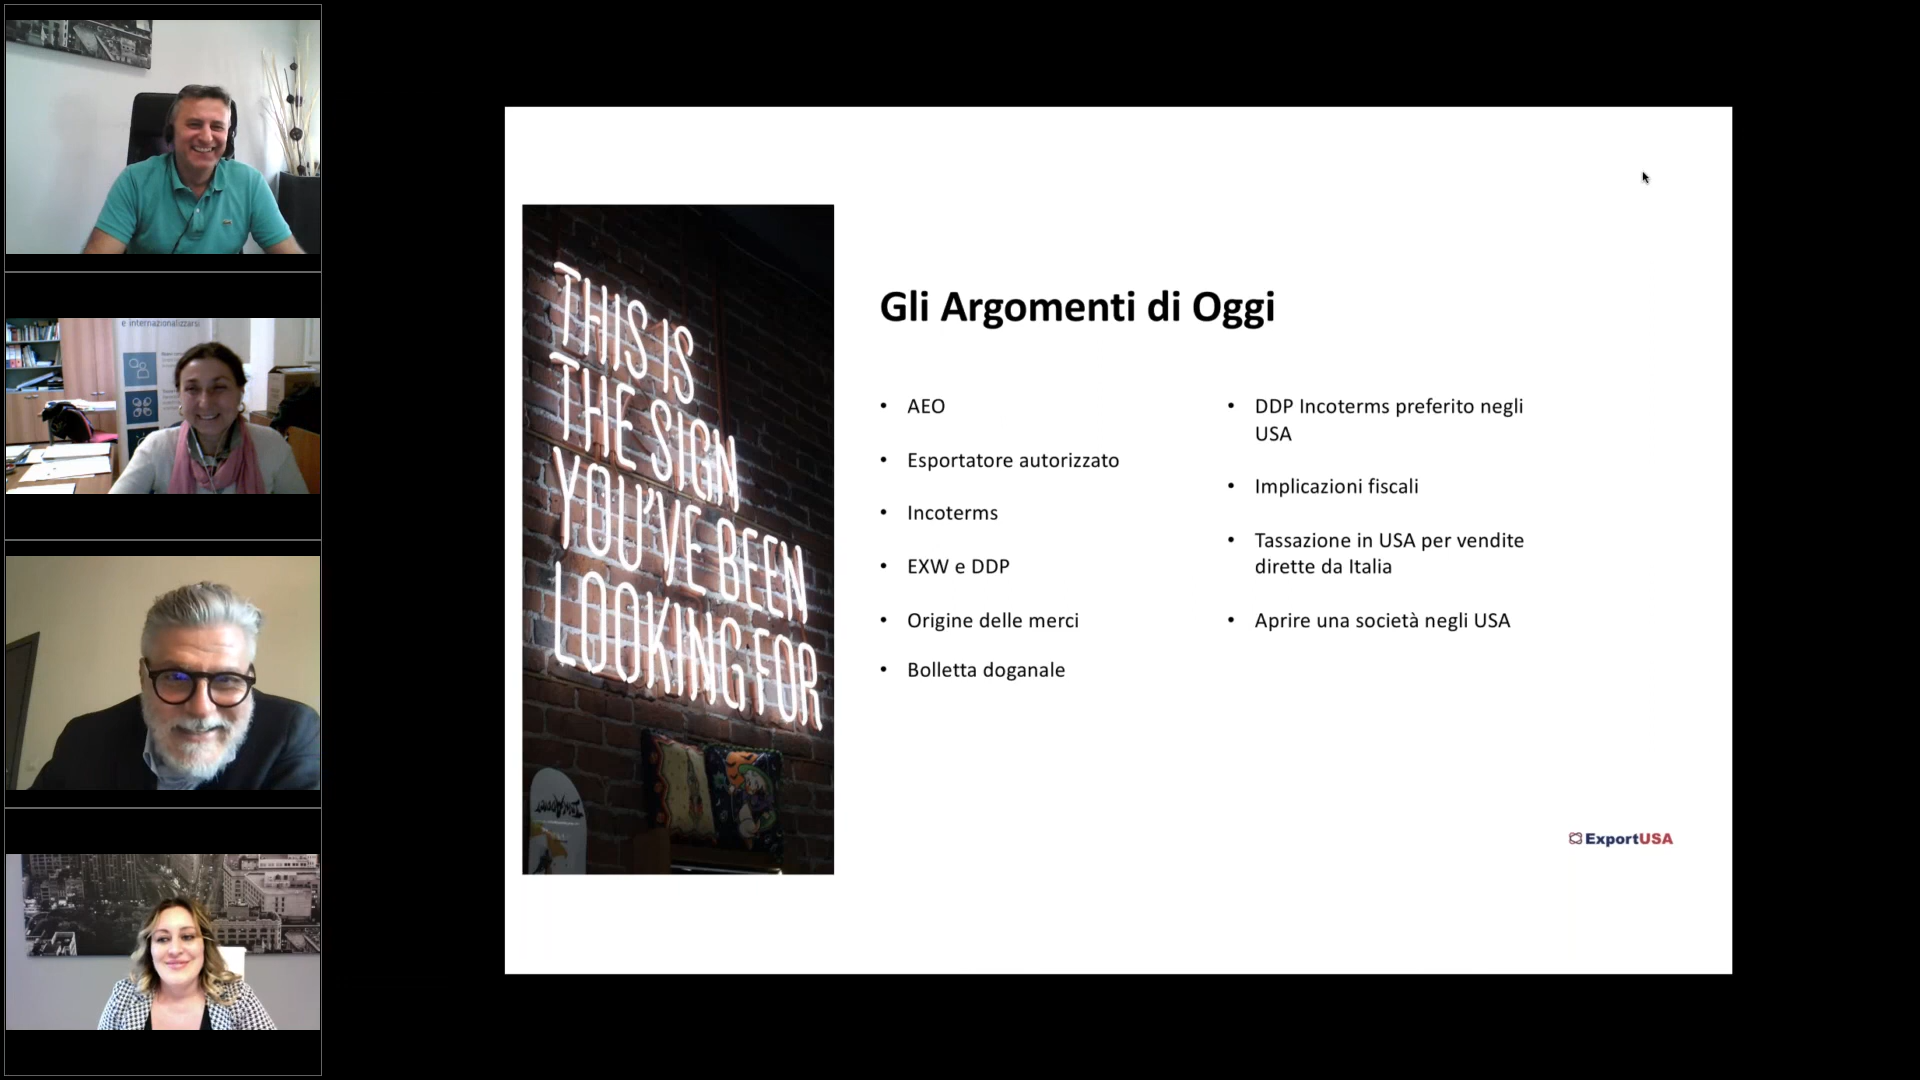 e internazionalizzarsi
THIS IS
THE SIGN
YOU'VE BEEN
LOOKING FOR
Gli Argomenti di Oggi
• AEO
• Esportatore autorizzato
• Incoterms
• EXW e DDP
• Origine delle merci
• Bolletta doganale
• DDP Incoterms preferito negli
USA
• Implicazioni fiscali
• Tassazione in USA per vendite
dirette da Italia
• Aprire una società negli USA
ExportUSA